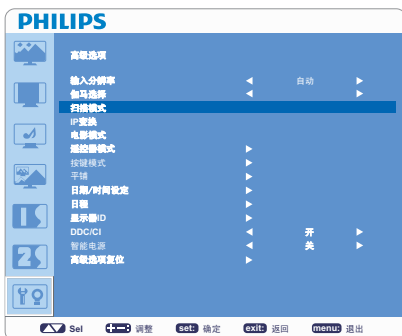 PHILIPS
高级选项
输入分辨率 自动
伽马选择
扫描模式
IP变换
电影模式
遥控器模式
按键模式
平铺
日期/时间设定
日程
显示器ID
DDC/CI 开
智能电源 关
高级选项复位
Sel 调整 set: 确定 exit: 返回 menu: 退出